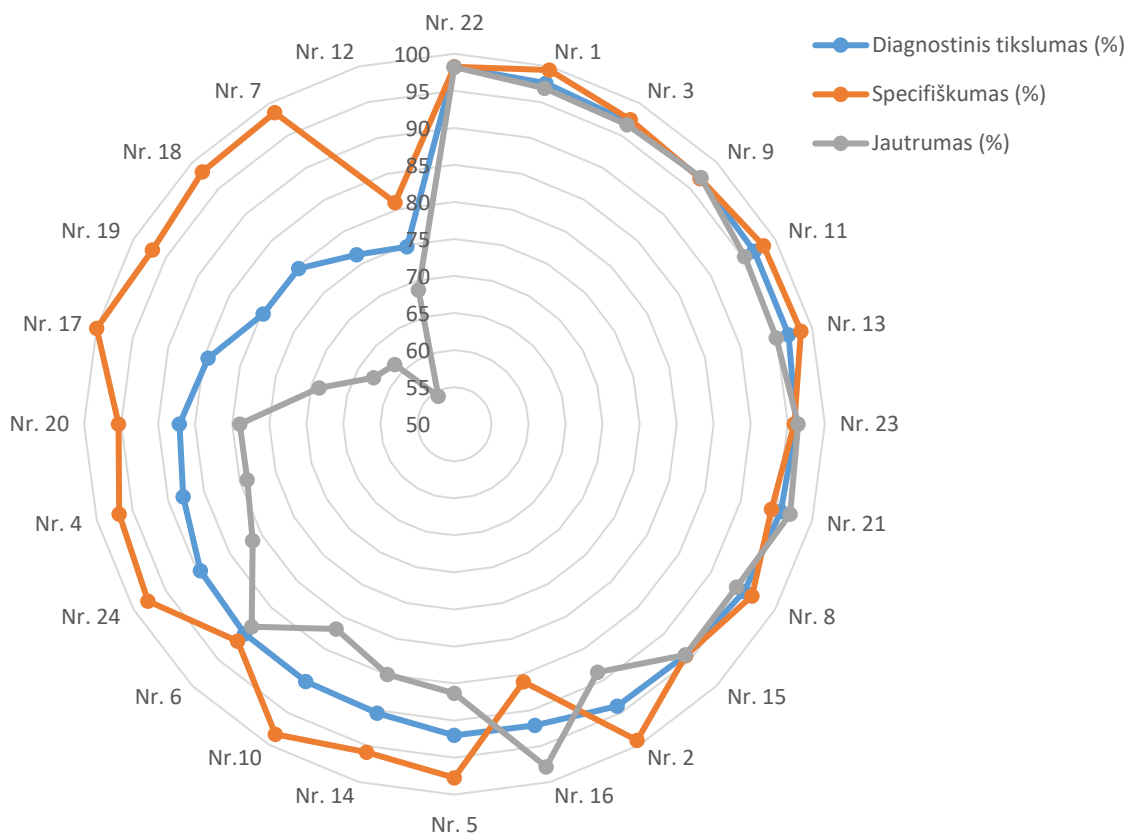 Nr. 22
Nr. 1
Nr. 3
Nr. 9
Nr. 11
Nr. 13
Nr. 23
Nr. 21
Nr. 8
Nr. 15
Nr. 2
Nr. 16
Nr. 5
Nr. 14
Nr.10
Nr. 6
Nr. 24
Nr. 4
Nr. 20
Nr. 17
Nr. 19
Nr. 18
Nr. 7
Nr. 12
100
95
90
85
80
75
70
65
60
55
50
Diagnostinis tikslumas (%)
Specifiškumas (%)
Jautrumas (%)